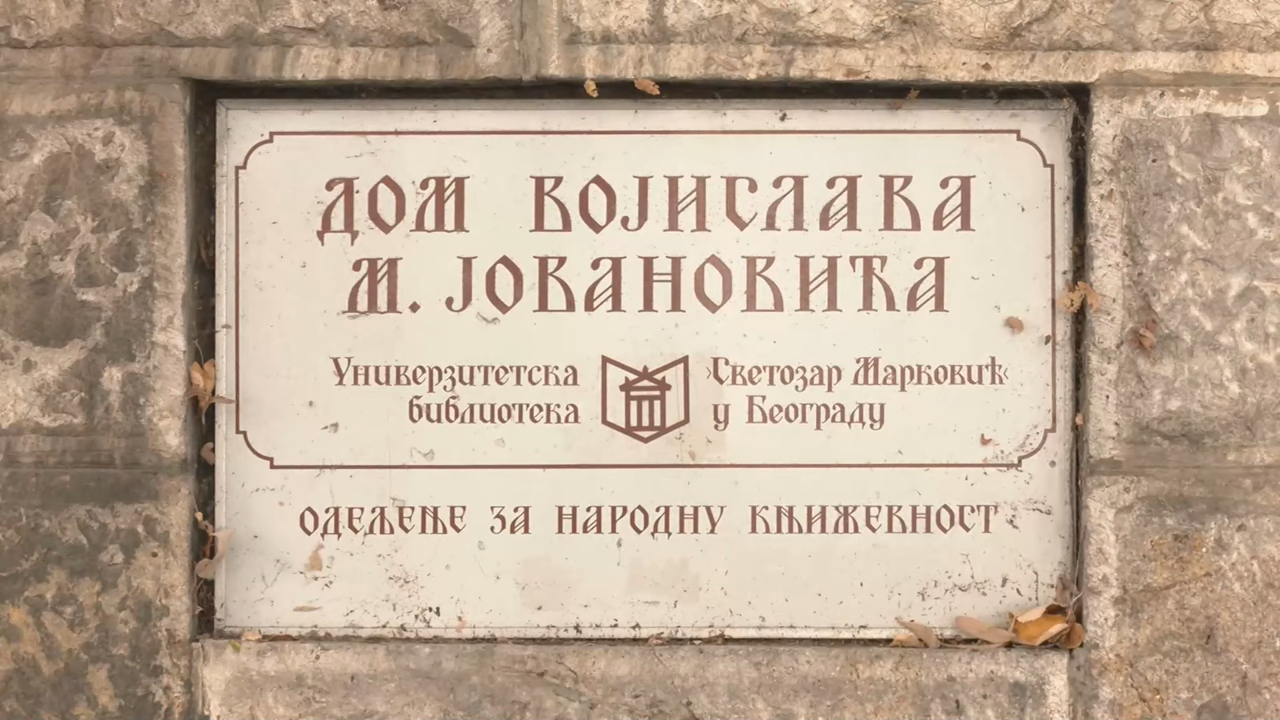 ДОМ ВОЈИСЛАВА
М. ЈОВАНОВИЋА
Универзитетска ›Светозар Марковић‹
библиотека у Београду
ОДЕЉЕЊЕ ЗА НАРОДНУ КЊИЖЕВНОСТ